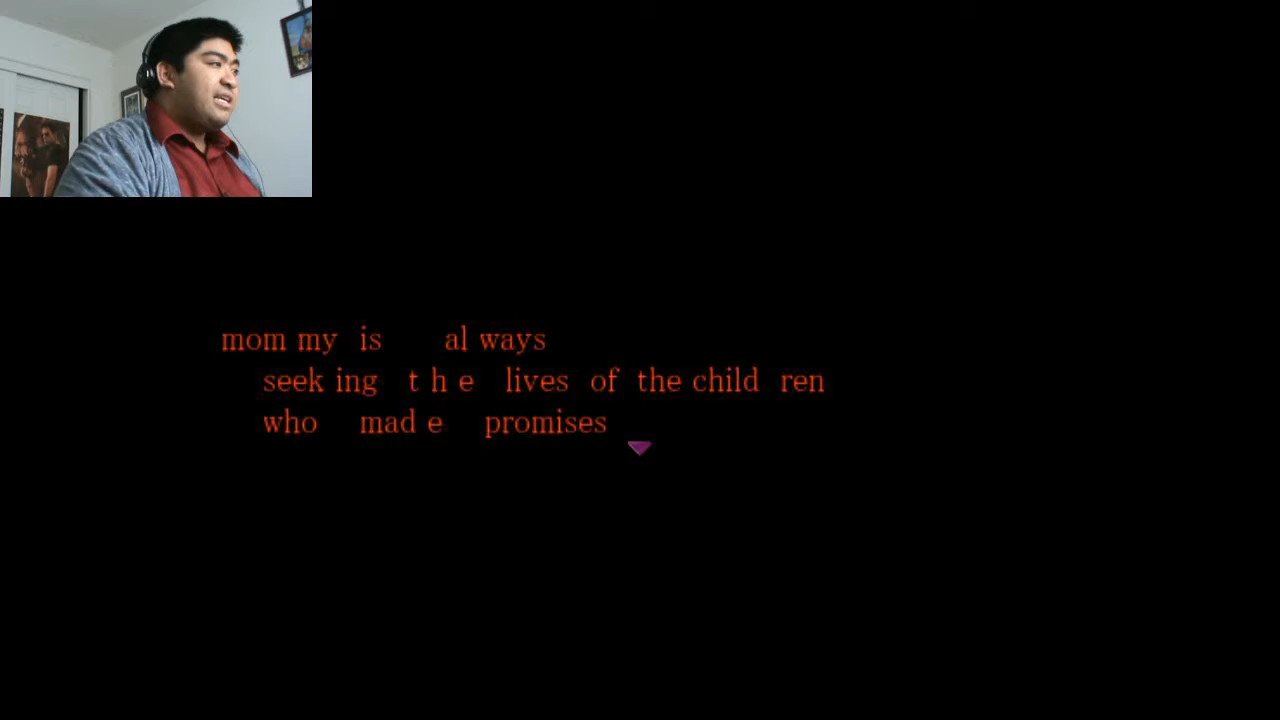 mom my is al ways
seek ing t h e lives of the child ren
who mad e promises